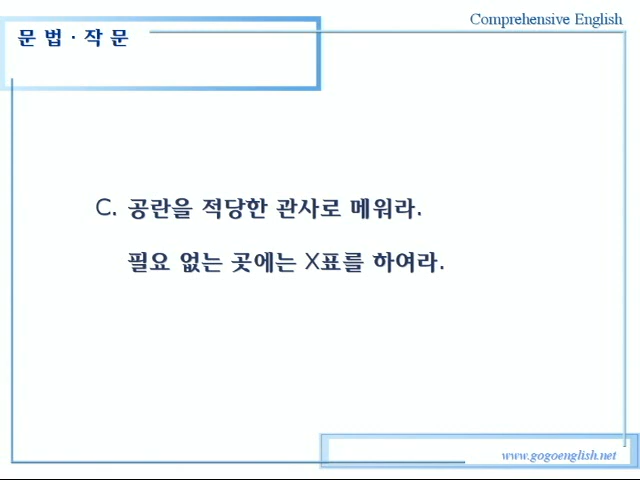 Comprehensive English
문 법 · 작 문
C. 공란을 적당한 관사로 메워라.
필요 없는 곳에는 X표를 하여라.
www.gogoenglish.net